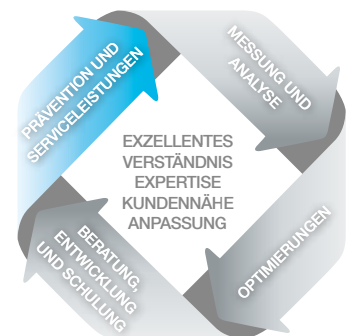 PRÄVENTION UND
SERVICELEISTUNGEN
MESSUNG UND
ANALYSE
EXZELLENTES
VERSTÄNDNIS
EXPERTISE
KUNDENNÄHE
ANPASSUNG
OPTIMIERUNGEN
BERATUNG,
ENTWICKLUNG
UND SCHULUNG